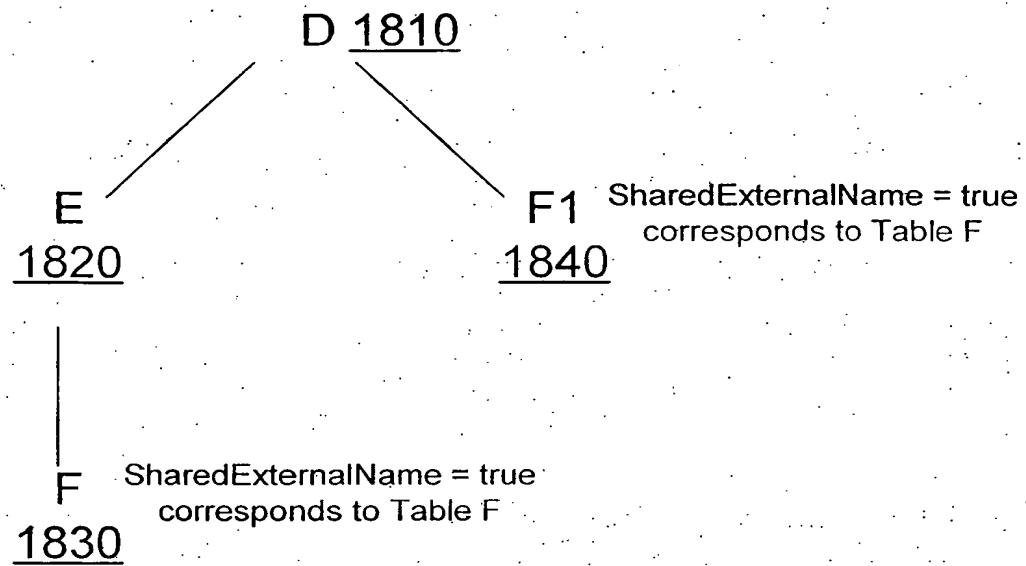 D 1810
E
1820
F1
1840
SharedExternalName = true
corresponds to Table F
F
1830
SharedExternalName = true
corresponds to Table F